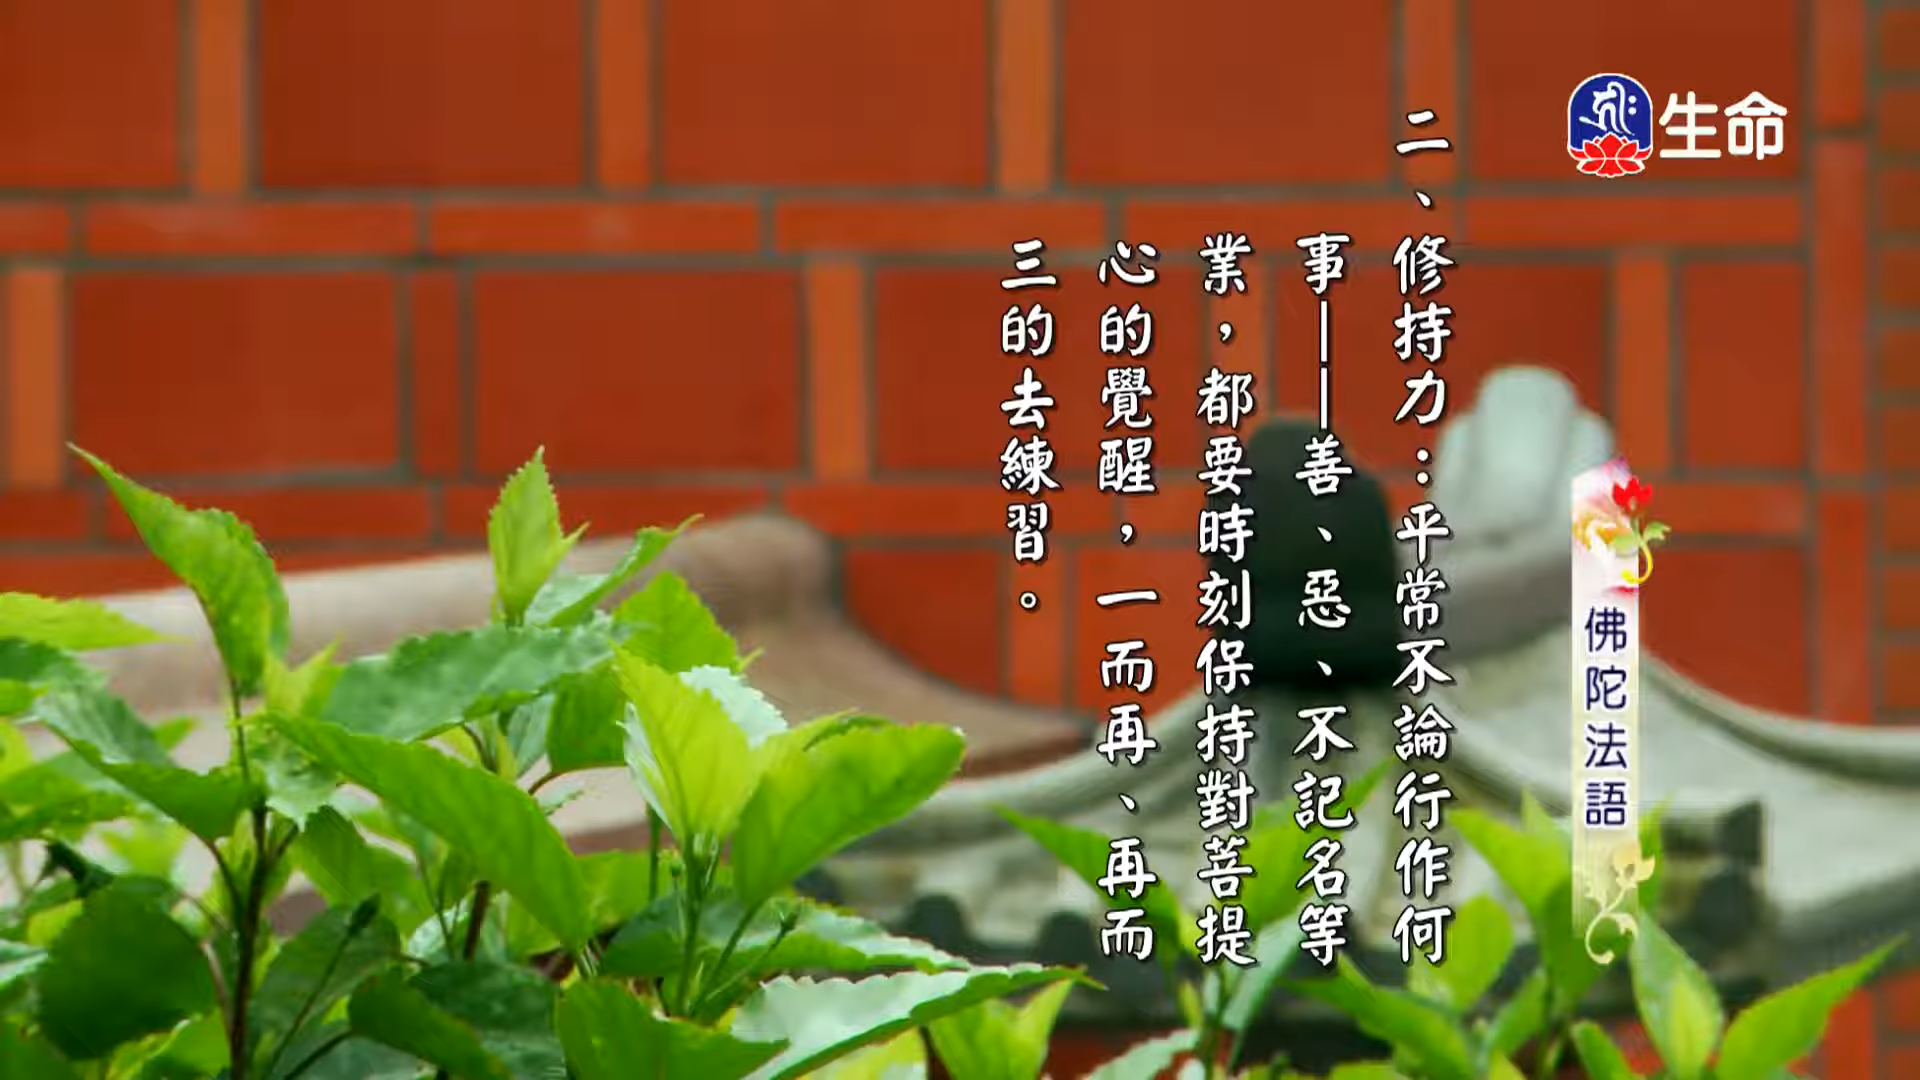 生命
二、修持力：平常不論行作何
事——善、惡、不記名等
業，都要時刻保持對菩提
心的覺醒，一而再、再而
三的去練習。
佛陀法語